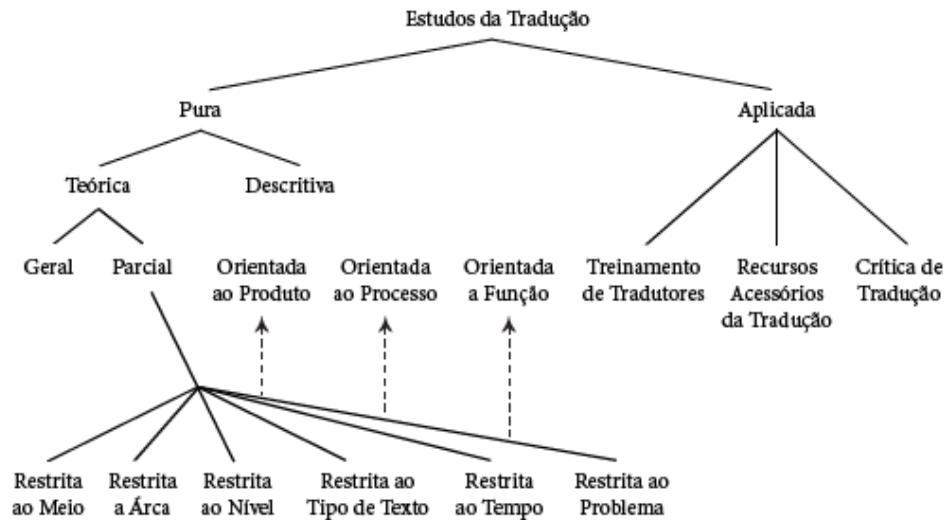 Estudos da Tradução
Pura
Aplicada
Teórica
Descritiva
Geral
Parcial
Orientada
ao Produto
Orientada
ao Processo
Orientada
a Função
Treinamento
de Tradutores
Recursos
Acessórios
da Tradução
Crítica de
Tradução
Restrita
ao Meio
Restrita
a Árca
Restrita
ao Nível
Restrita ao
Tipo de Texto
Restrita
ao Tempo
Restrita ao
Problema